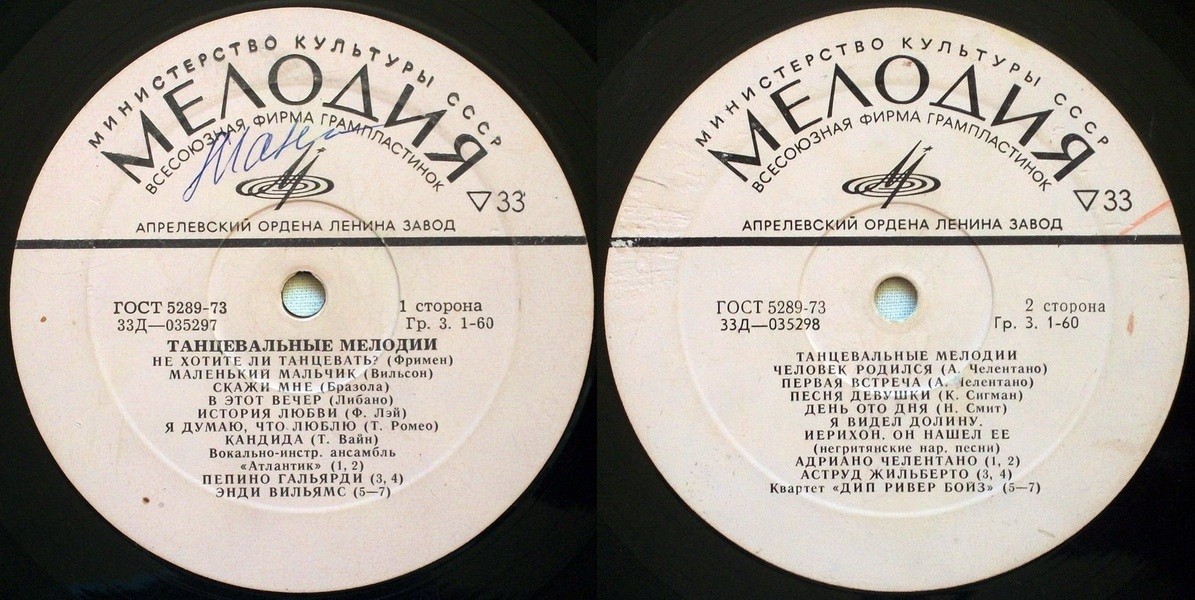 МИНИСТЕРСТВО КУЛЬТУРЫ СССР
МЕЛОДИЯ
ВСЕСОЮЗНАЯ ФИРМА ГРАМПЛАСТИНОК
▽33
АПРЕЛЕВСКИЙ ОРДЕНА ЛЕНИНА ЗАВОД
ГОСТ 5289-73
1 сторона
33Д—035297
Гр. 3. 1-60
ТАНЦЕВАЛЬНЫЕ МЕЛОДИИ
НЕ ХОТИТЕ ЛИ ТАНЦЕВАТЬ? (Фримен)
МАЛЕНЬКИЙ МАЛЬЧИК (Вильсон)
СКАЖИ МНЕ (Бразола)
В ЭТОТ ВЕЧЕР (Либано)
ИСТОРИЯ ЛЮБВИ (Ф. Лэй)
Я ДУМАЮ, ЧТО ЛЮБЛЮ (Т. Ромео)
КАНДИДА (Т. Вайн)
Вокально-инстр. ансамбль
«Атлантик» (1, 2)
ПЕПИНО ГАЛЬЯРДИ (3, 4)
ЭНДИ ВИЛЬЯМС (5—7)
МИНИСТЕРСТВО КУЛЬТУРЫ СССР
МЕЛОДИЯ
ВСЕСОЮЗНАЯ ФИРМА ГРАМПЛАСТИНОК
▽33
АПРЕЛЕВСКИЙ ОРДЕНА ЛЕНИНА ЗАВОД
ГОСТ 5289-73
2 сторона
33Д—035298
Гр. 3. 1-60
ТАНЦЕВАЛЬНЫЕ МЕЛОДИИ
ЧЕЛОВЕК РОДИЛСЯ (А. Челентано)
ПЕРВАЯ ВСТРЕЧА (А. Челентано)
ПЕСНЯ ДЕВУШКИ (К. Сигман)
ДЕНЬ ОТО ДНЯ (Н. Смит)
Я ВИДЕЛ ДОЛИНУ.
ИЕРИХОН. ОН НАШЕЛ ЕЕ
(негритянские нар. песни)
АДРИАНО ЧЕЛЕНТАНО (1, 2)
АСТРУД ЖИЛЬБЕРТО (3, 4)
Квартет «ДИП РИВЕР БОЙЗ» (5—7)